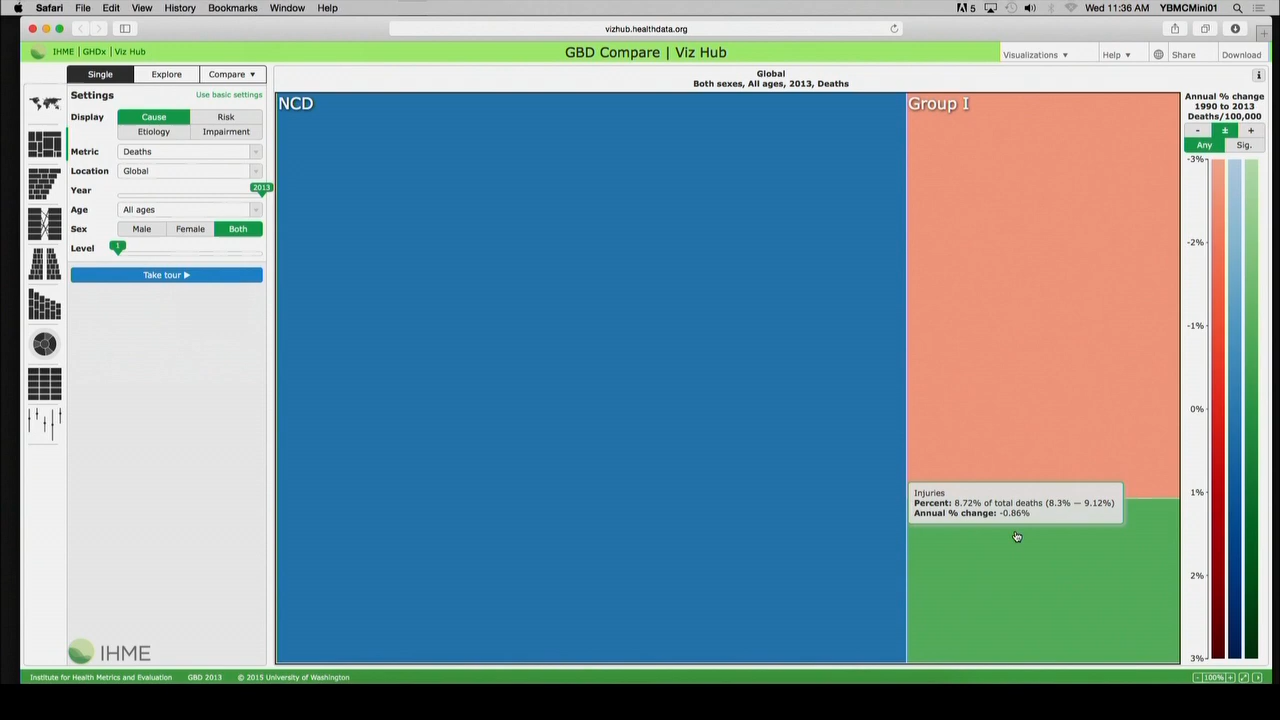 Safari File Edit View History Bookmarks Window Help
5 Wed 11:36 AM YBMCMini01
vizhub.healthdata.org
IHME | GHDx | Viz Hub
GBD Compare | Viz Hub
Visualizations ▼ Help ▼ Share Download
Single Explore Compare ▼
Settings Use basic settings
Display Cause Risk
Etiology Impairment
Metric Deaths
Location Global
Year 2013
Age All ages
Sex Male Female Both
Level 1
Take tour ▶
Global
Both sexes, All ages, 2013, Deaths
NCD
Group I
Injuries
Percent: 8.72% of total deaths (8.3% — 9.12%)
Annual % change: -0.86%
i
Annual % change
1990 to 2013
Deaths/100,000
- ± +
Any Sig.
-3%
-2%
-1%
0%
1%
2%
3%
IHME
Institute for Health Metrics and Evaluation GBD 2013 © 2015 University of Washington
- 100% +